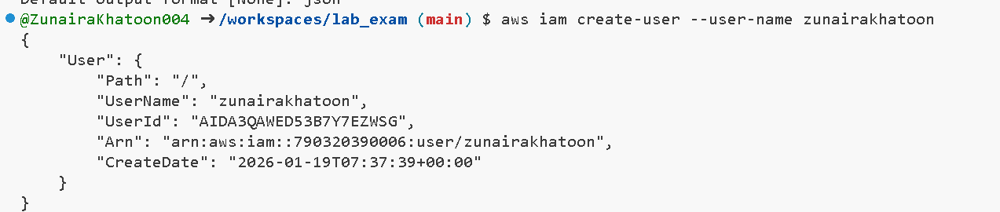 Default output format [None]: json
@ZunairaKhatoon004 ➜/workspaces/lab_exam (main) $ aws iam create-user --user-name zunairakhatoon
{
    "User": {
        "Path": "/",
        "UserName": "zunairakhatoon",
        "UserId": "AIDA3QAWED53B7Y7EZWSG",
        "Arn": "arn:aws:iam::790320390006:user/zunairakhatoon",
        "CreateDate": "2026-01-19T07:37:39+00:00"
    }
}